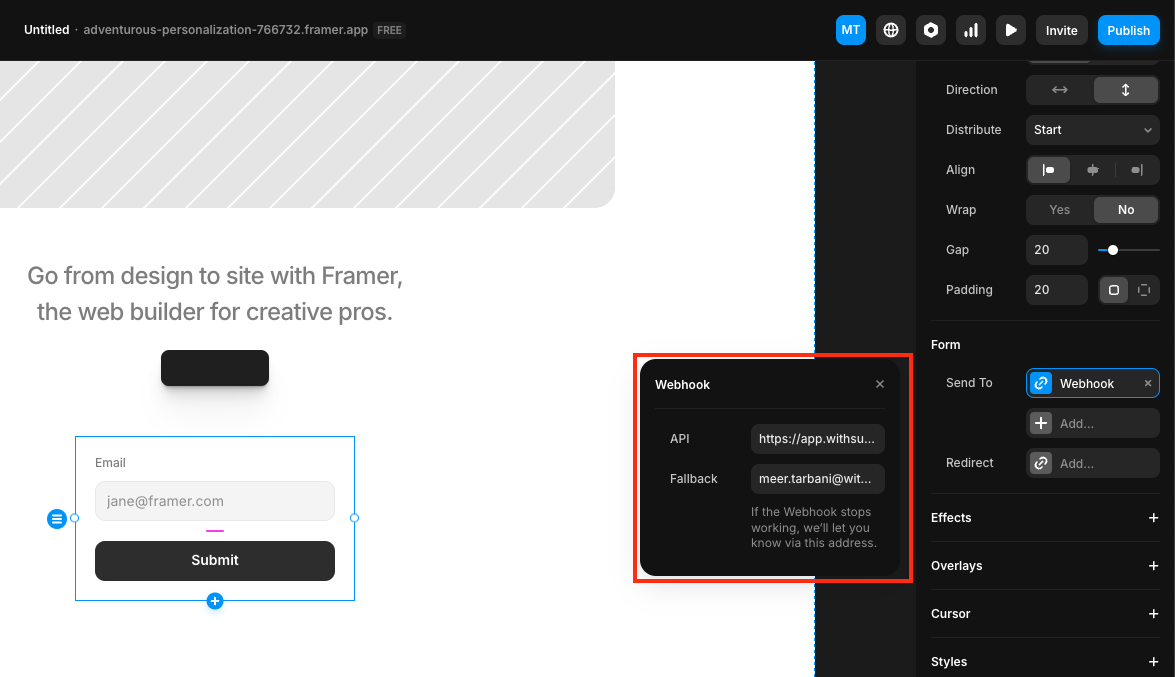 Untitled · adventurous-personalization-766732.framer.app FREE
MT
Invite
Publish
Go from design to site with Framer,
the web builder for creative pros.
Email
jane@framer.com
Submit
Webhook
API https://app.withsu...
Fallback meer.tarbani@wit...
If the Webhook stops
working, we'll let you
know via this address.
Direction
Distribute Start
Align
Wrap Yes No
Gap 20
Padding 20
Form
Send To Webhook
Add...
Redirect Add...
Effects
Overlays
Cursor
Styles